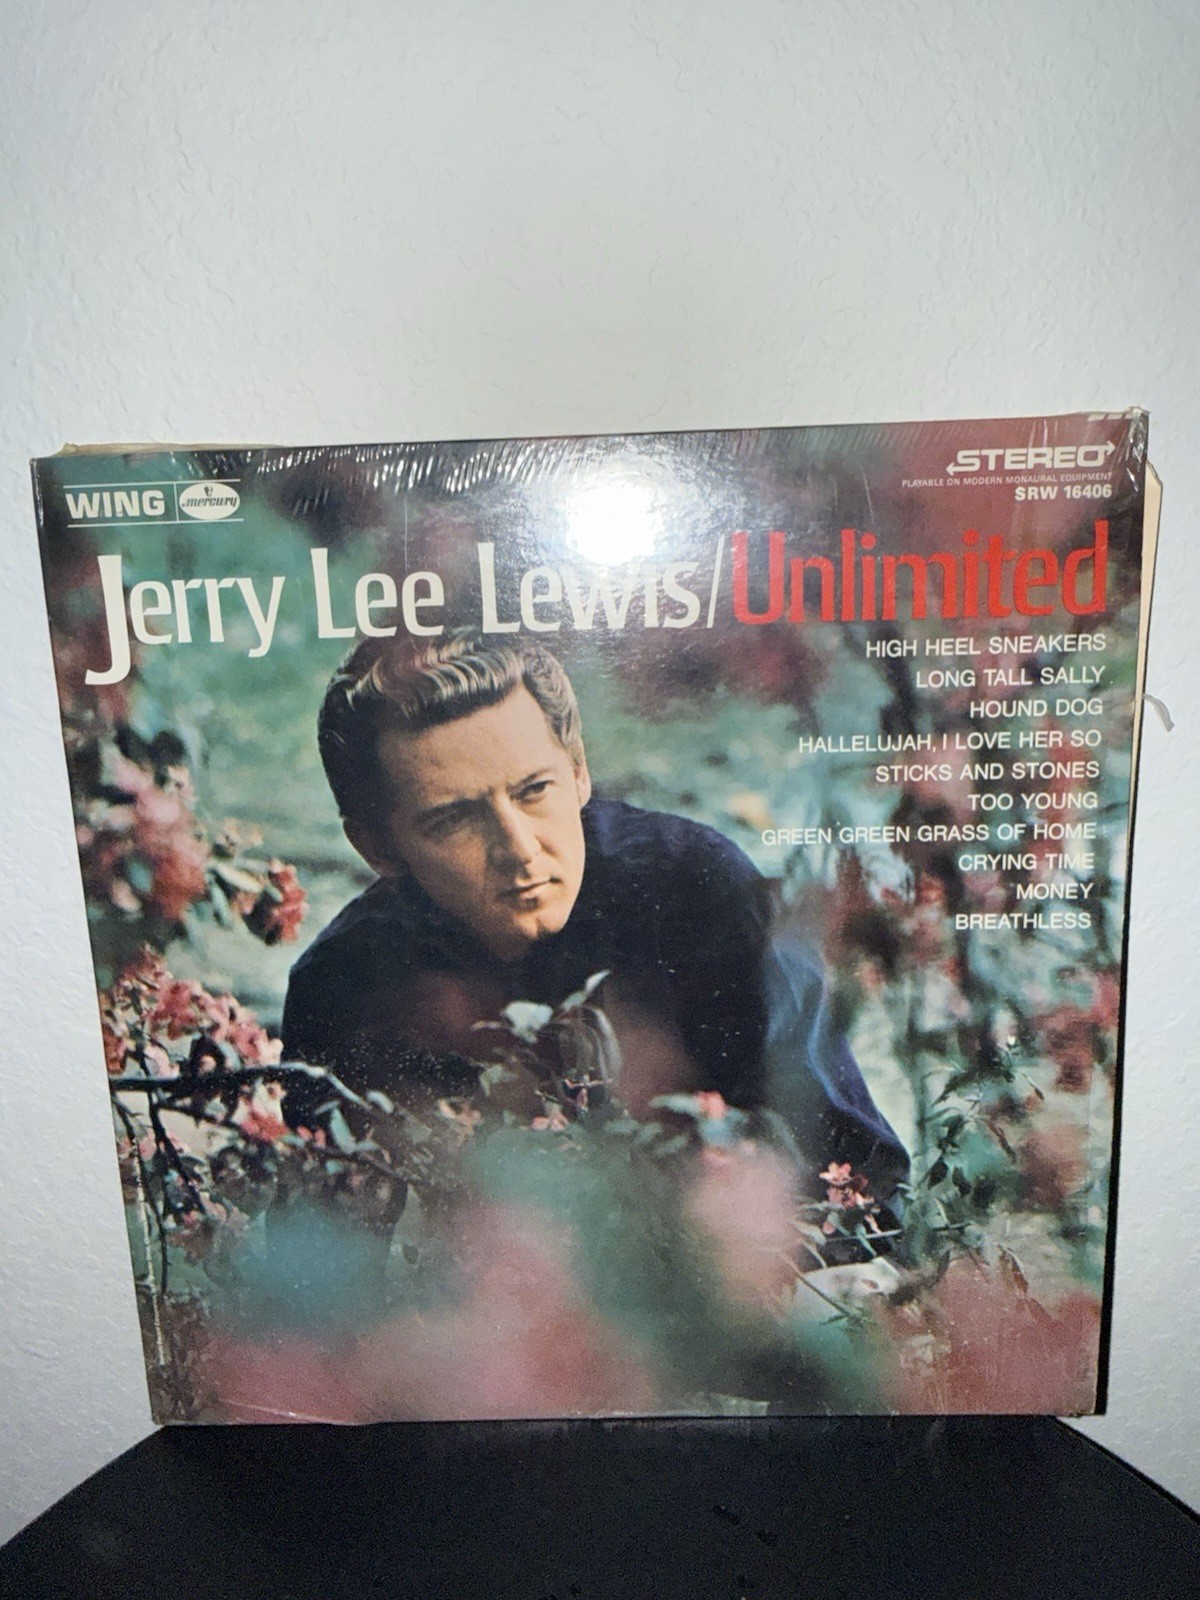 WING mercury
STEREO
PLAYABLE ON MODERN MONAURAL EQUIPMENT
SRW 16406
Jerry Lee Lewis/Unlimited
HIGH HEEL SNEAKERS
LONG TALL SALLY
HOUND DOG
HALLELUJAH, I LOVE HER SO
STICKS AND STONES
TOO YOUNG
GREEN GREEN GRASS OF HOME
CRYING TIME
MONEY
BREATHLESS